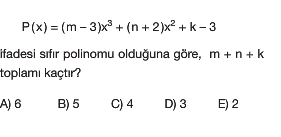 P(x) = (m – 3)x³ + (n + 2)x² + k – 3
ifadesi sıfır polinomu olduğuna göre, m + n + k
toplamı kaçtır?
A) 6 B) 5 C) 4 D) 3 E) 2